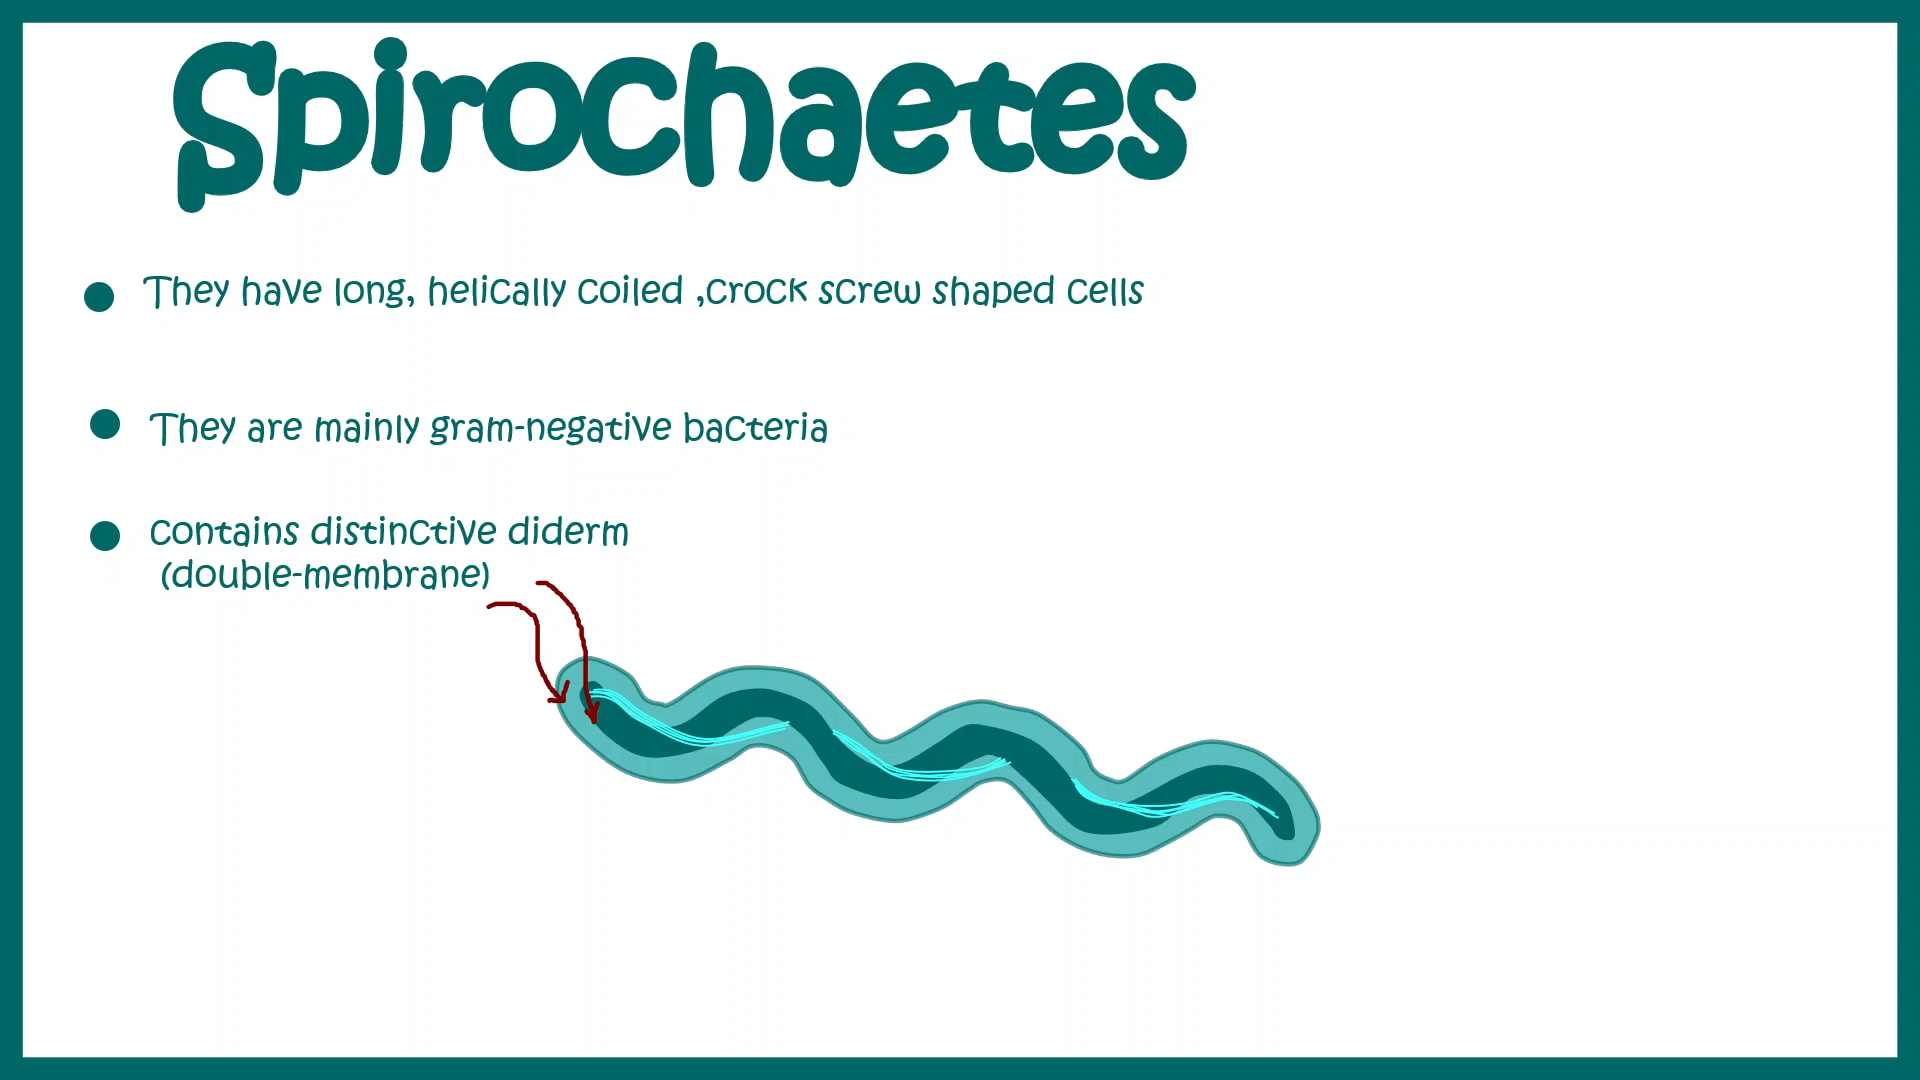 Spirochaetes
They have long, helically coiled ,crock screw shaped cells
They are mainly gram-negative bacteria
contains distinctive diderm
(double-membrane)